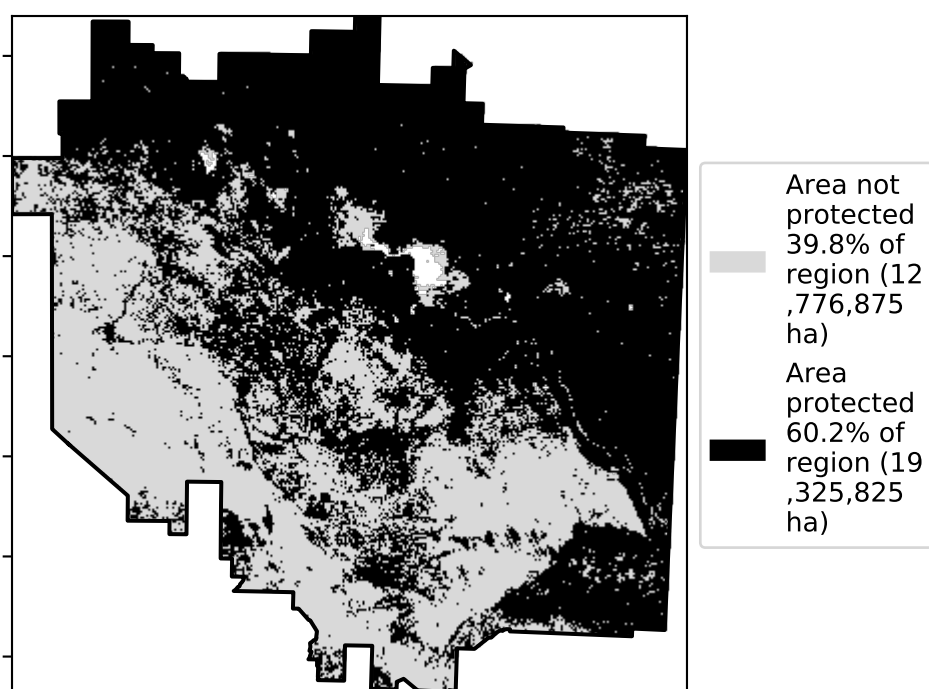 Area not
protected
39.8% of
region (12
,776,875
ha)
Area
protected
60.2% of
region (19
,325,825
ha)